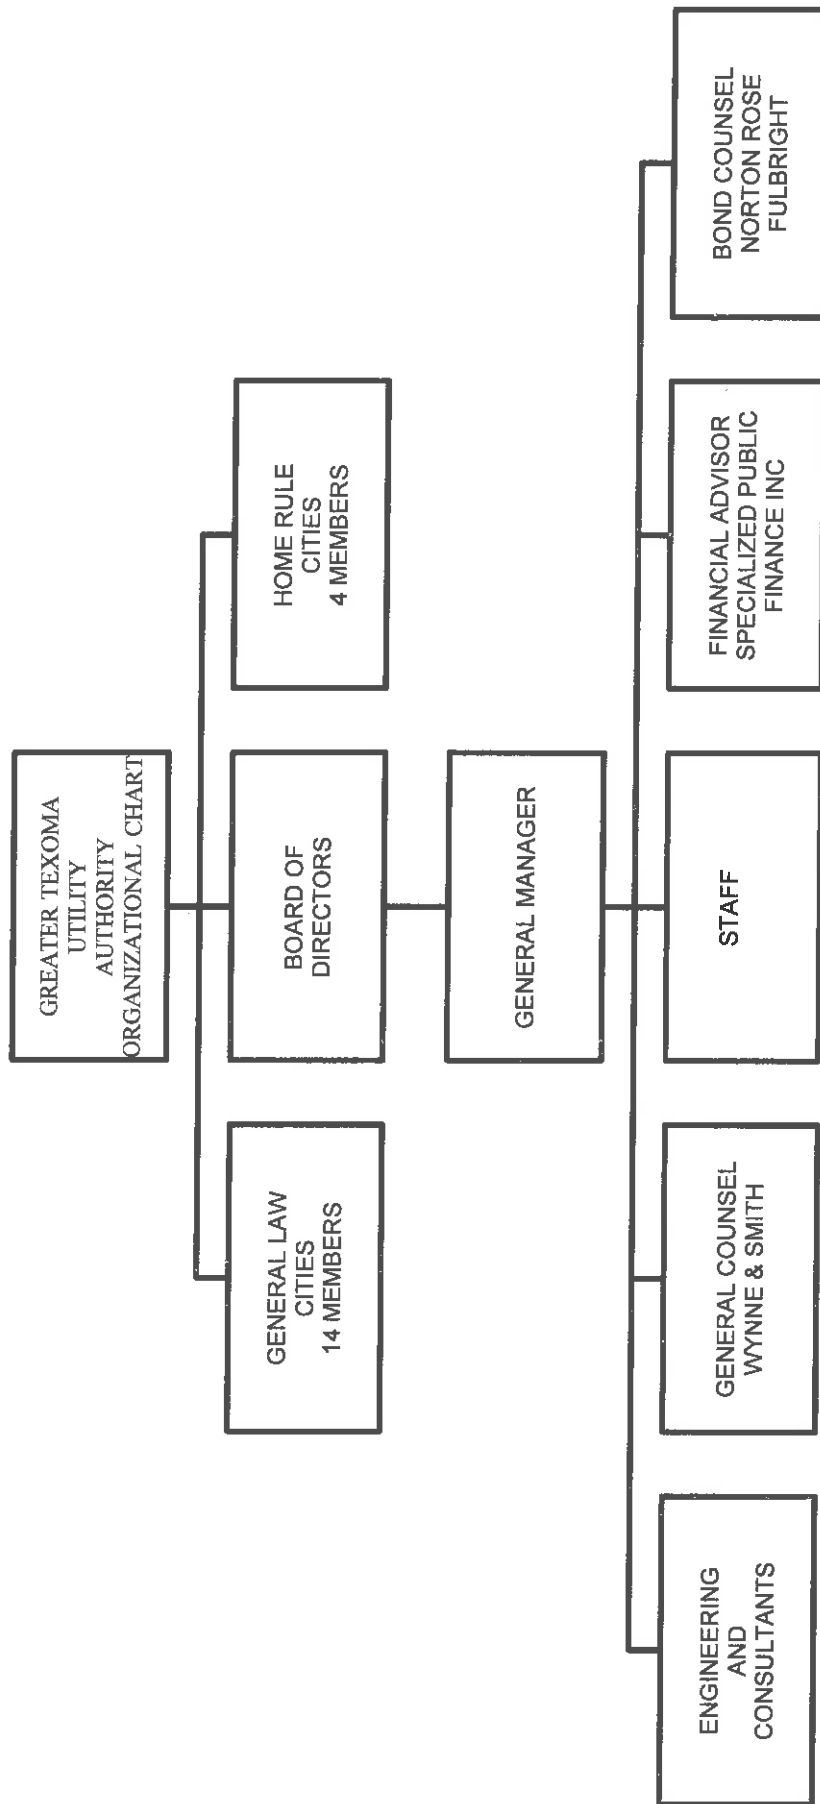 GREATER TEXOMA
UTILITY
AUTHORITY
ORGANIZATIONAL CHART
GENERAL LAW
CITIES
14 MEMBERS
BOARD OF
DIRECTORS
HOME RULE
CITIES
4 MEMBERS
GENERAL MANAGER
ENGINEERING
AND
CONSULTANTS
GENERAL COUNSEL
WYNNE & SMITH
STAFF
FINANCIAL ADVISOR
SPECIALIZED PUBLIC
FINANCE INC
BOND COUNSEL
NORTON ROSE
FULBRIGHT